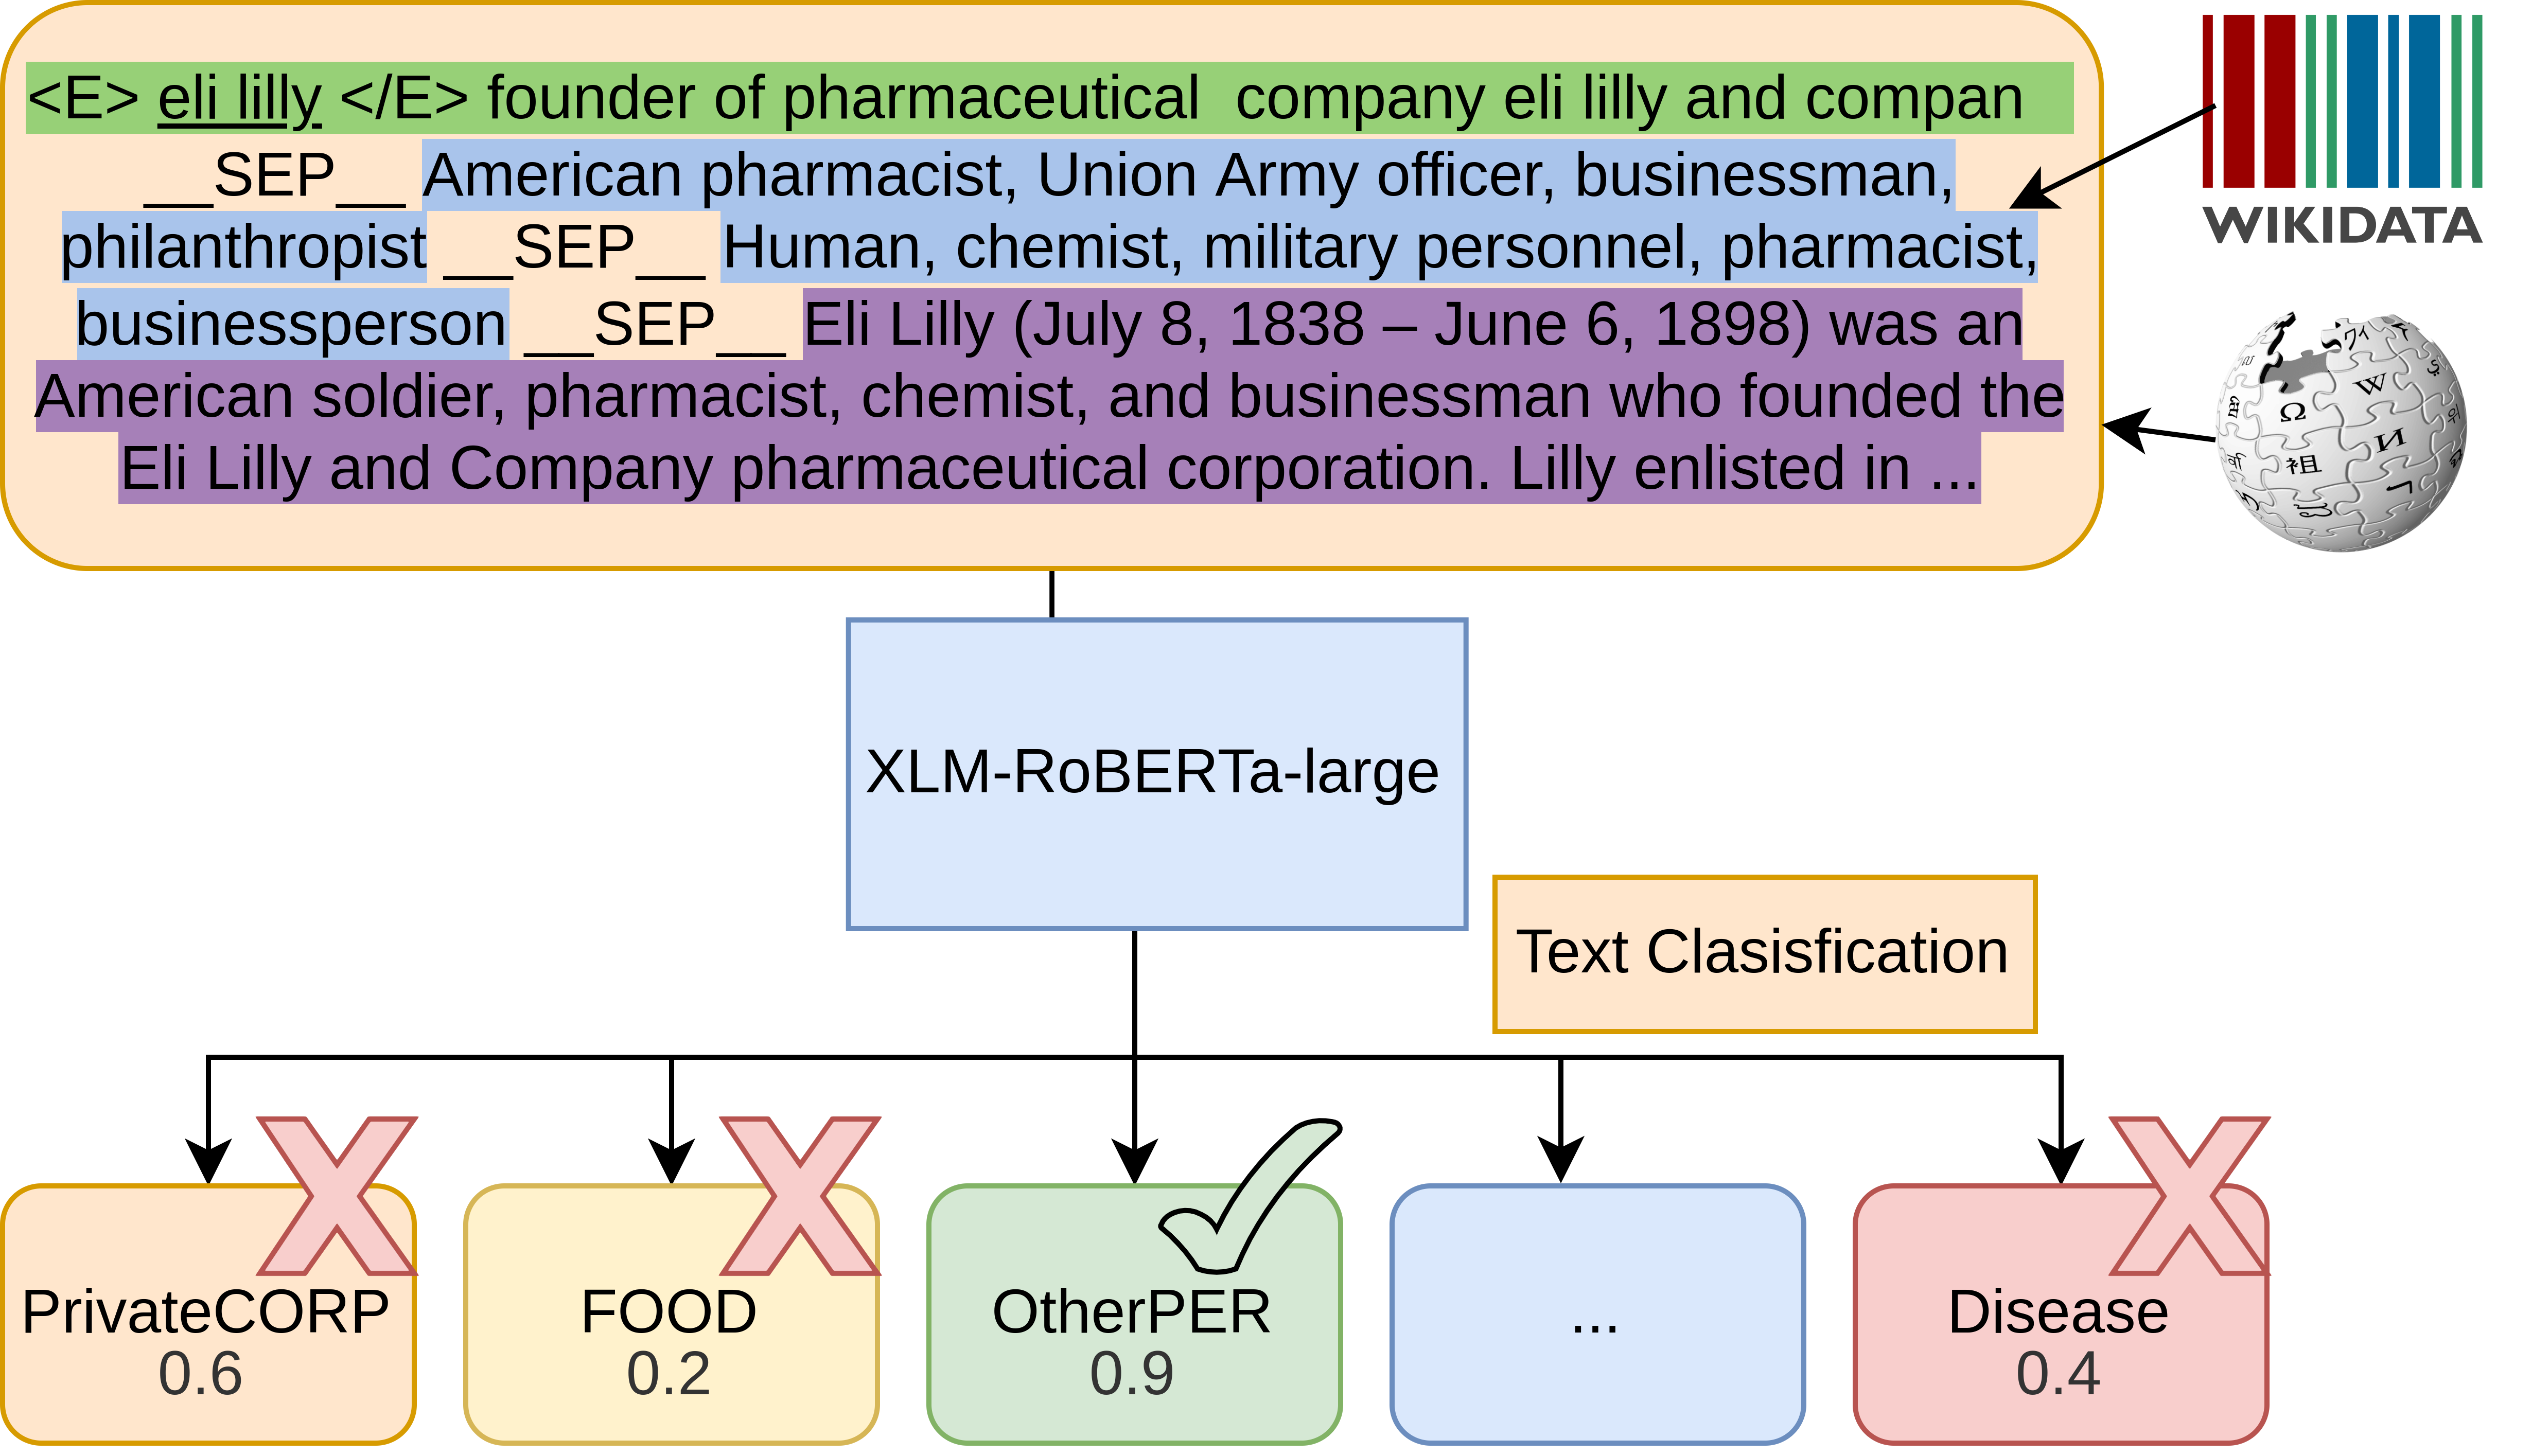 <E> eli lilly </E> founder of pharmaceutical  company eli lilly and compan
__SEP__ American pharmacist, Union Army officer, businessman,
philanthropist __SEP__ Human, chemist, military personnel, pharmacist,
businessperson __SEP__ Eli Lilly (July 8, 1838 – June 6, 1898) was an
American soldier, pharmacist, chemist, and businessman who founded the
Eli Lilly and Company pharmaceutical corporation. Lilly enlisted in ...
WIKIDATA
Ω W И 祖
XLM-RoBERTa-large
Text Clasisfication
PrivateCORP
0.6
FOOD
0.2
OtherPER
0.9
...
Disease
0.4